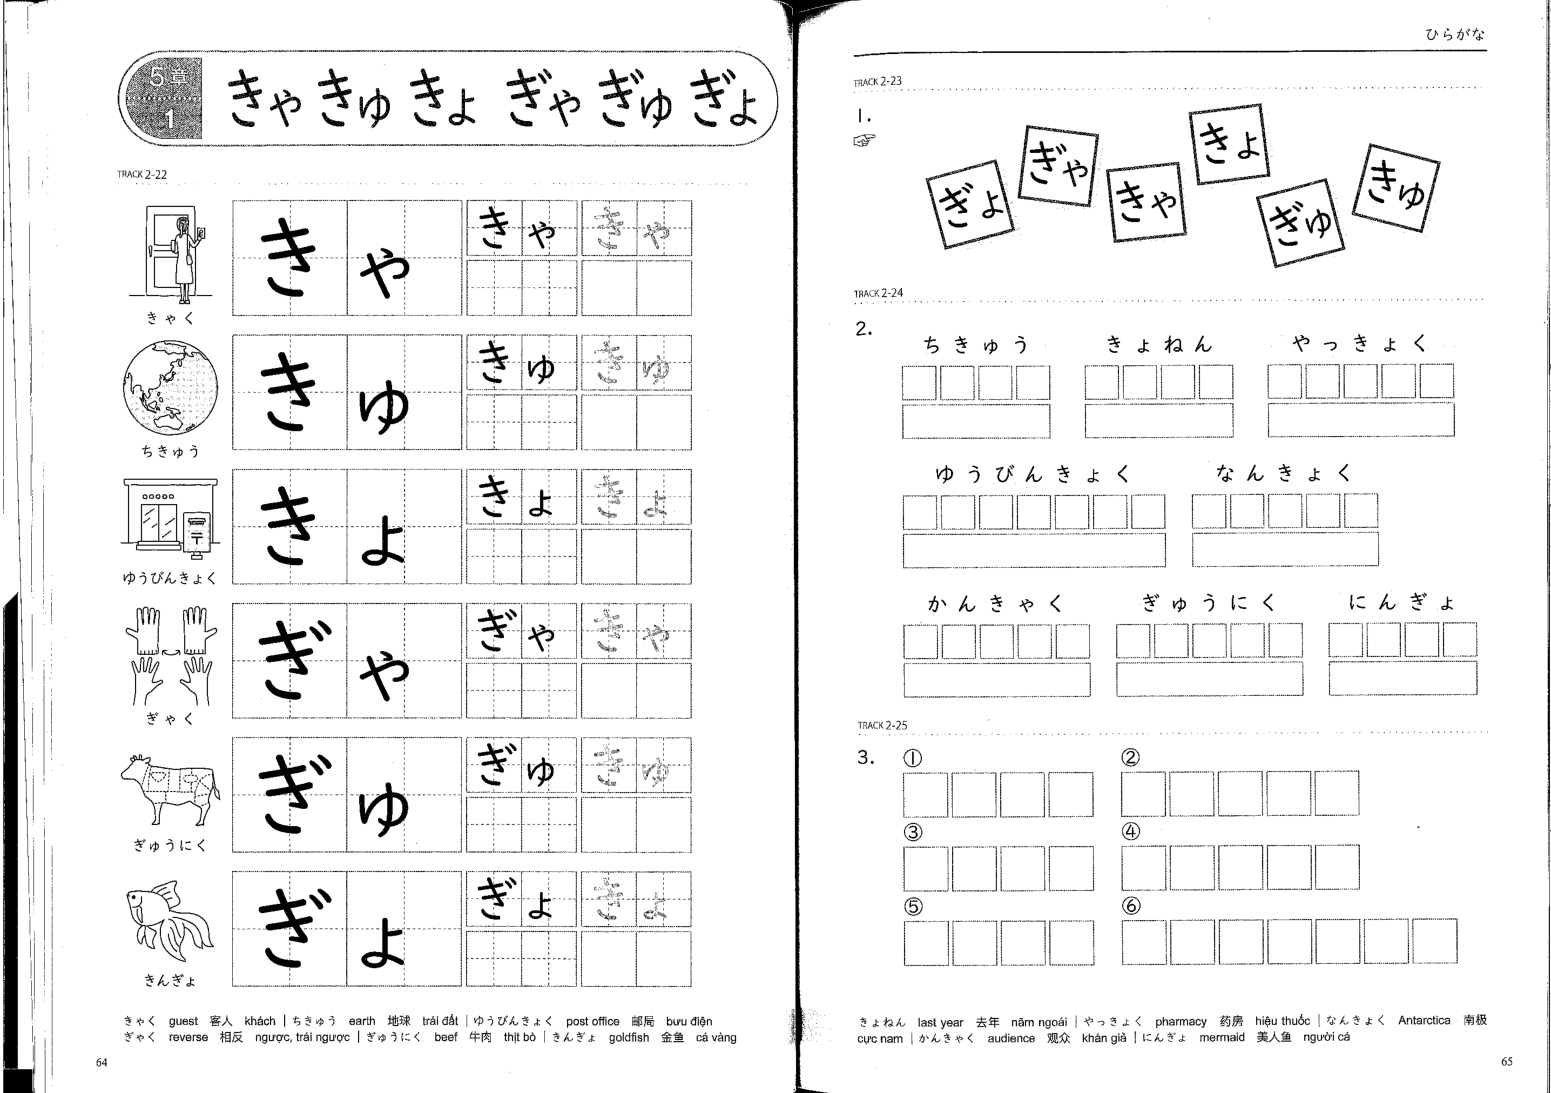 5章
1
きゃ きゅ きょ ぎゃ ぎゅ ぎょ
TRACK 2-22
きゃ きゃ きゃ
きゃく
きゅ きゅ きゅ
ちきゅう
きょ きょ きょ
ゆうびんきょく
ぎゃ ぎゃ ぎゃ
ぎゃく
ぎゅ ぎゅ ぎゅ
ぎゅうにく
ぎょ ぎょ ぎょ
きんぎょ
きゃく guest 客人 khách | ちきゅう earth 地球 trái đất | ゆうびんきょく post office 邮局 bưu điện
ぎゃく reverse 相反 ngược, trái ngược | ぎゅうにく beef 牛肉 thịt bò | きんぎょ goldfish 金鱼 cá vàng
64
ひらがな
TRACK 2-23
1.
ぎょ ぎゃ きゃ きょ ぎゅ きゅ
TRACK 2-24
2.
ちきゅう きょねん やっきょく
ゆうびんきょく なんきょく
かんきゃく ぎゅうにく にんぎょ
TRACK 2-25
3. ① ②
③ ④
⑤ ⑥
きょねん last year 去年 năm ngoái | やっきょく pharmacy 药房 hiệu thuốc | なんきょく Antarctica 南极
cực nam | かんきゃく audience 观众 khán giả | にんぎょ mermaid 美人鱼 người cá
65